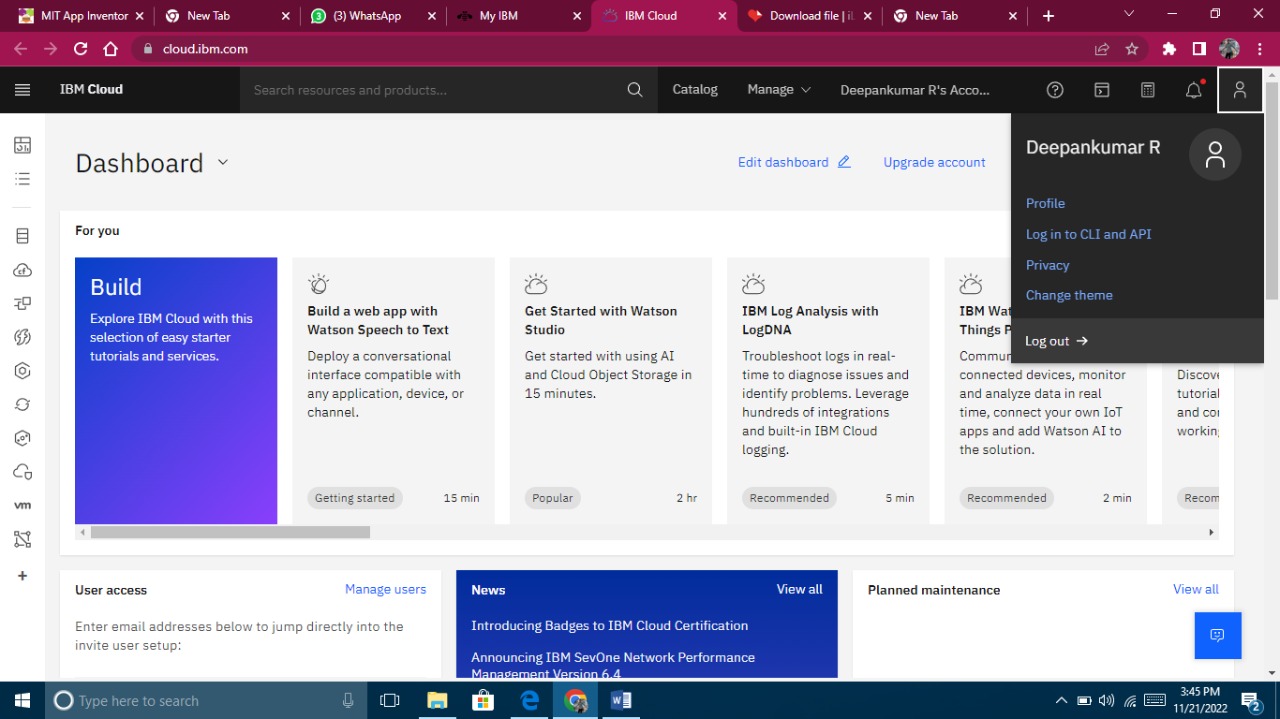 MIT App Inventor
New Tab
(3) WhatsApp
My IBM
IBM Cloud
Download file | iL
New Tab
cloud.ibm.com
IBM Cloud
Search resources and products...
Catalog
Manage
Deepankumar R's Acco...
Dashboard
Edit dashboard
Upgrade account
Deepankumar R
Profile
Log in to CLI and API
Privacy
Change theme
Log out →
For you
Build
Explore IBM Cloud with this
selection of easy starter
tutorials and services.
Build a web app with
Watson Speech to Text
Deploy a conversational
interface compatible with
any application, device, or
channel.
Getting started
15 min
Get Started with Watson
Studio
Get started with using AI
and Cloud Object Storage in
15 minutes.
Popular
2 hr
IBM Log Analysis with
LogDNA
Troubleshoot logs in real-
time to diagnose issues and
identify problems. Leverage
hundreds of integrations
and built-in IBM Cloud
logging.
Recommended
5 min
IBM Wat
Things P
Commun
connected devices, monitor
and analyze data in real
time, connect your own IoT
apps and add Watson AI to
the solution.
Recommended
2 min
Discove
tutorial
and co
working
Recom
vm
User access
Manage users
Enter email addresses below to jump directly into the
invite user setup:
News
View all
Introducing Badges to IBM Cloud Certification
Announcing IBM SevOne Network Performance
Management Version 6.4
Planned maintenance
View all
Type here to search
3:45 PM
11/21/2022
2